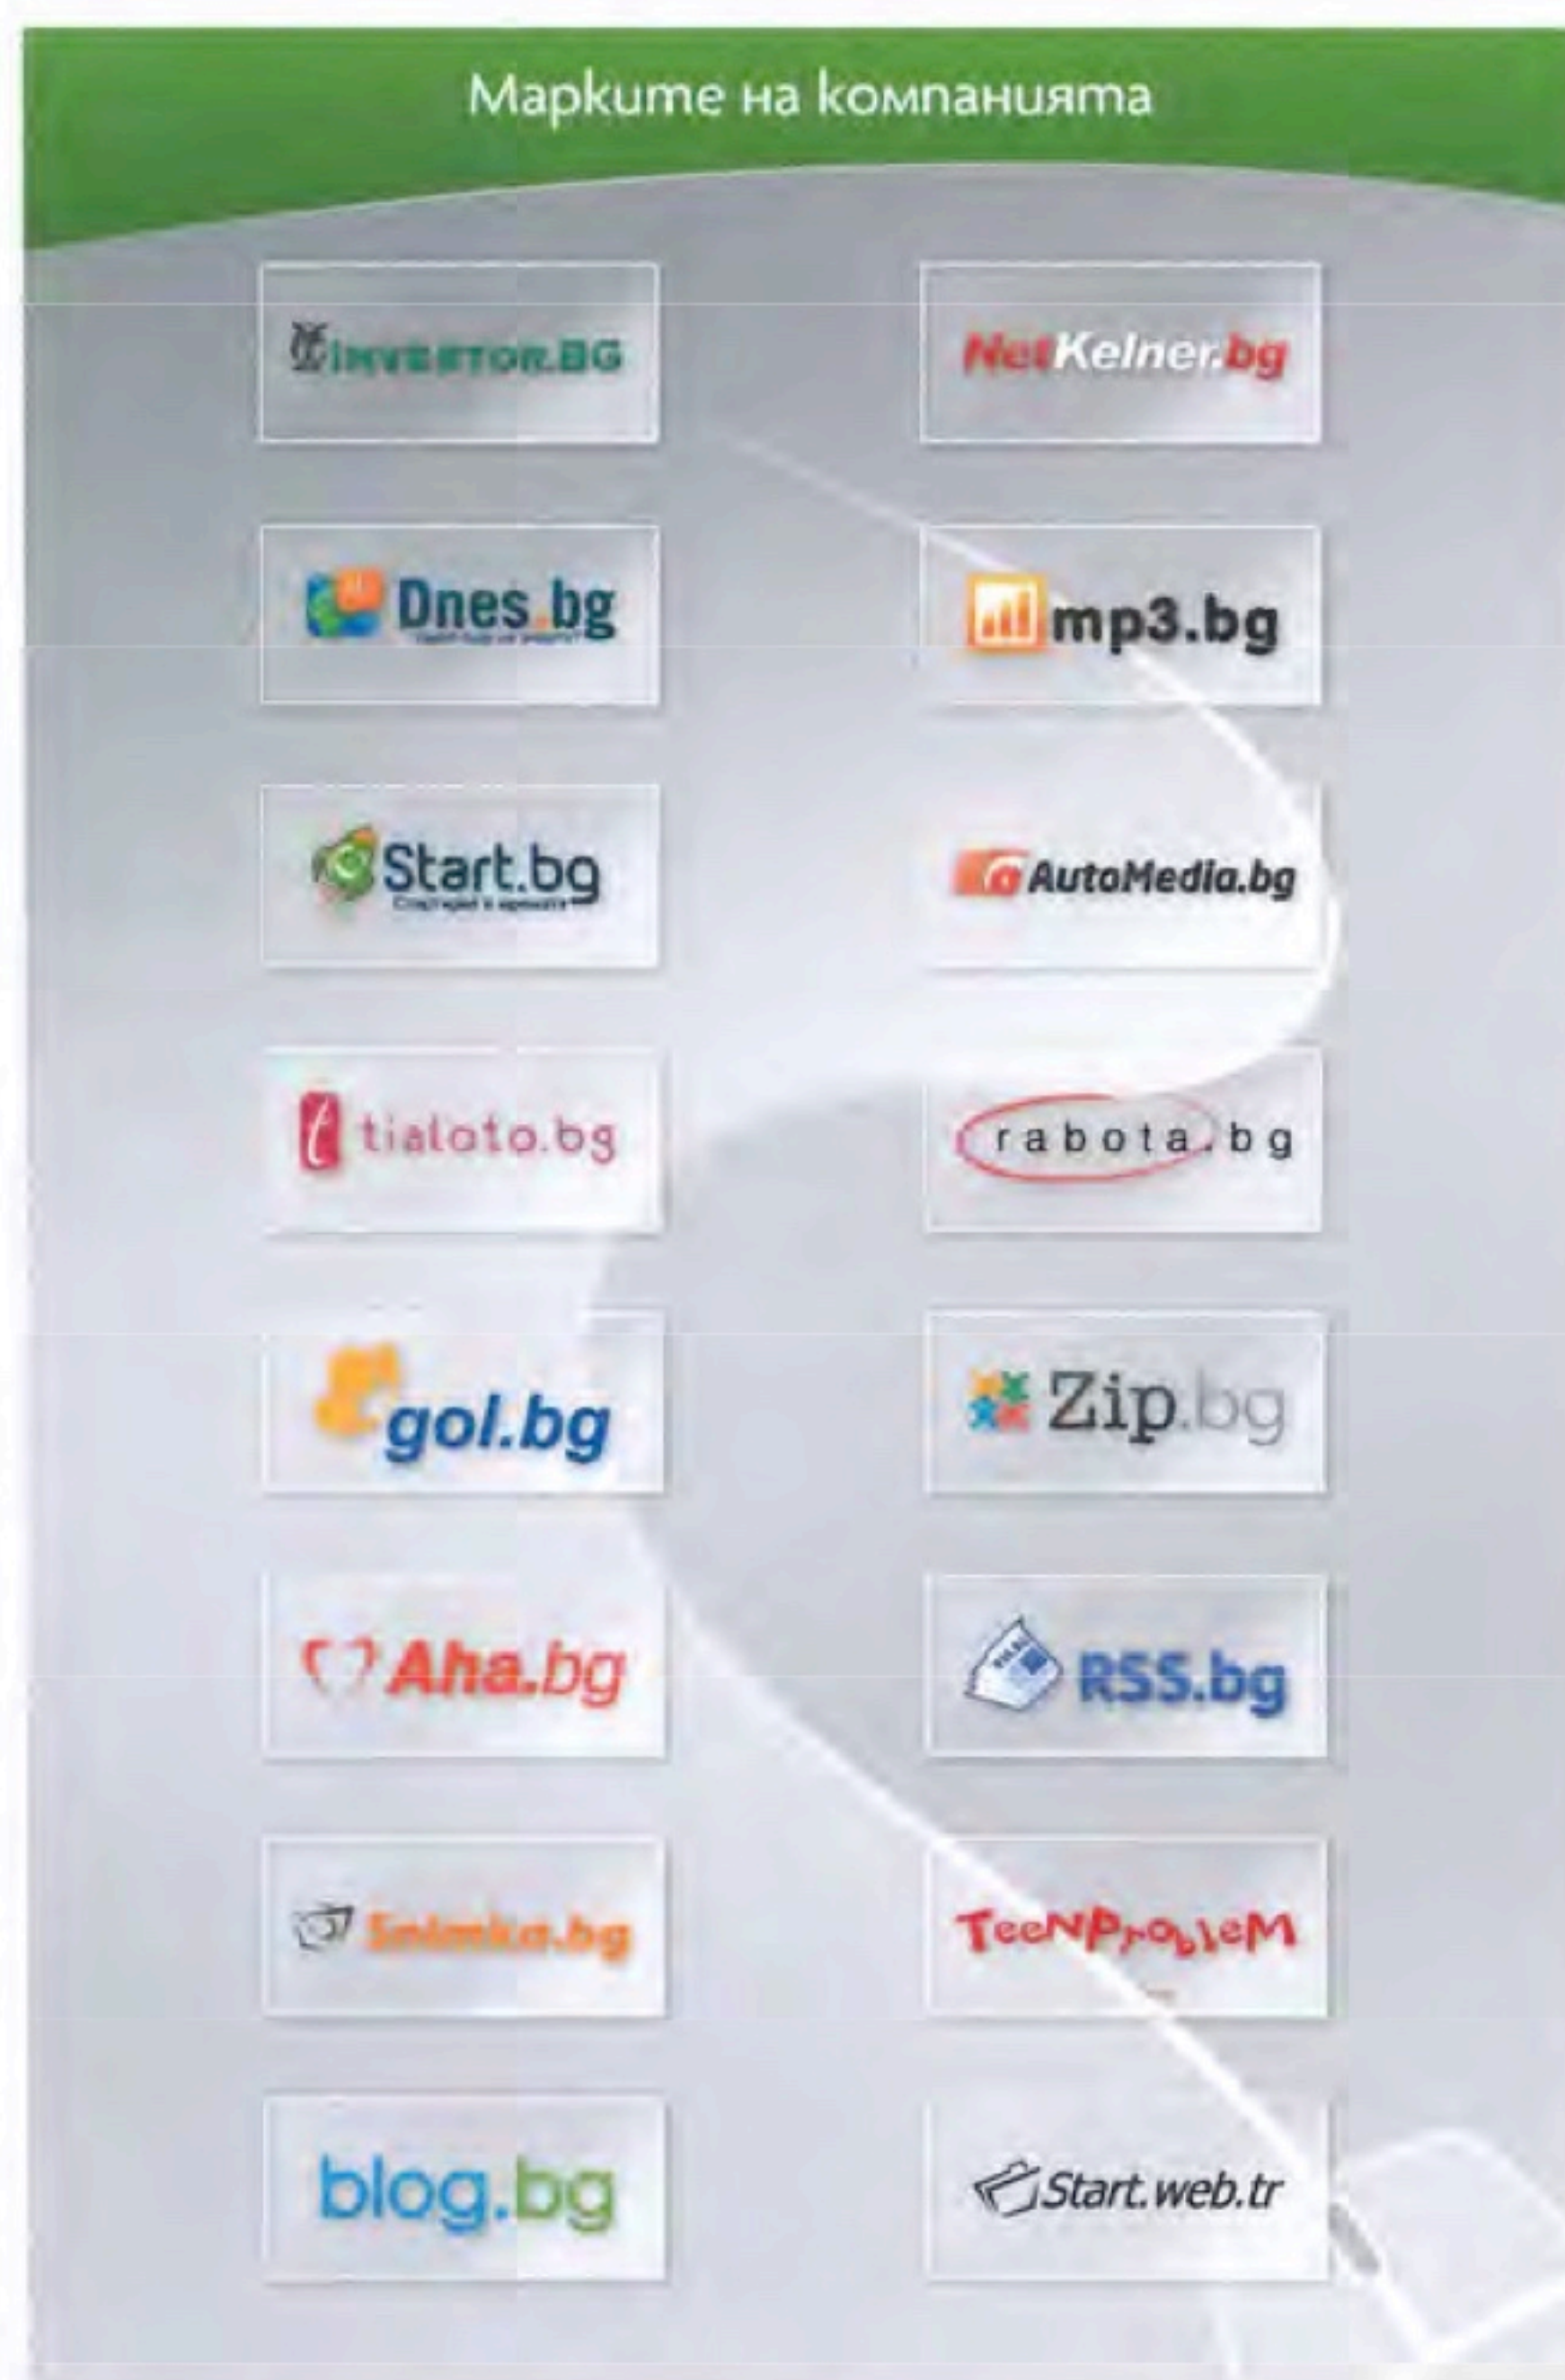 Марките на компанията
INVESTOR.BG
NetKelner.bg
Dnes.bg
mp3.bg
Start.bg
AutoMedia.bg
t tialoto.bg
rabota.bg
gol.bg
Zip.bg
Aha.bg
RSS.bg
Snimka.bg
TeenProbleM
blog.bg
Start.web.tr